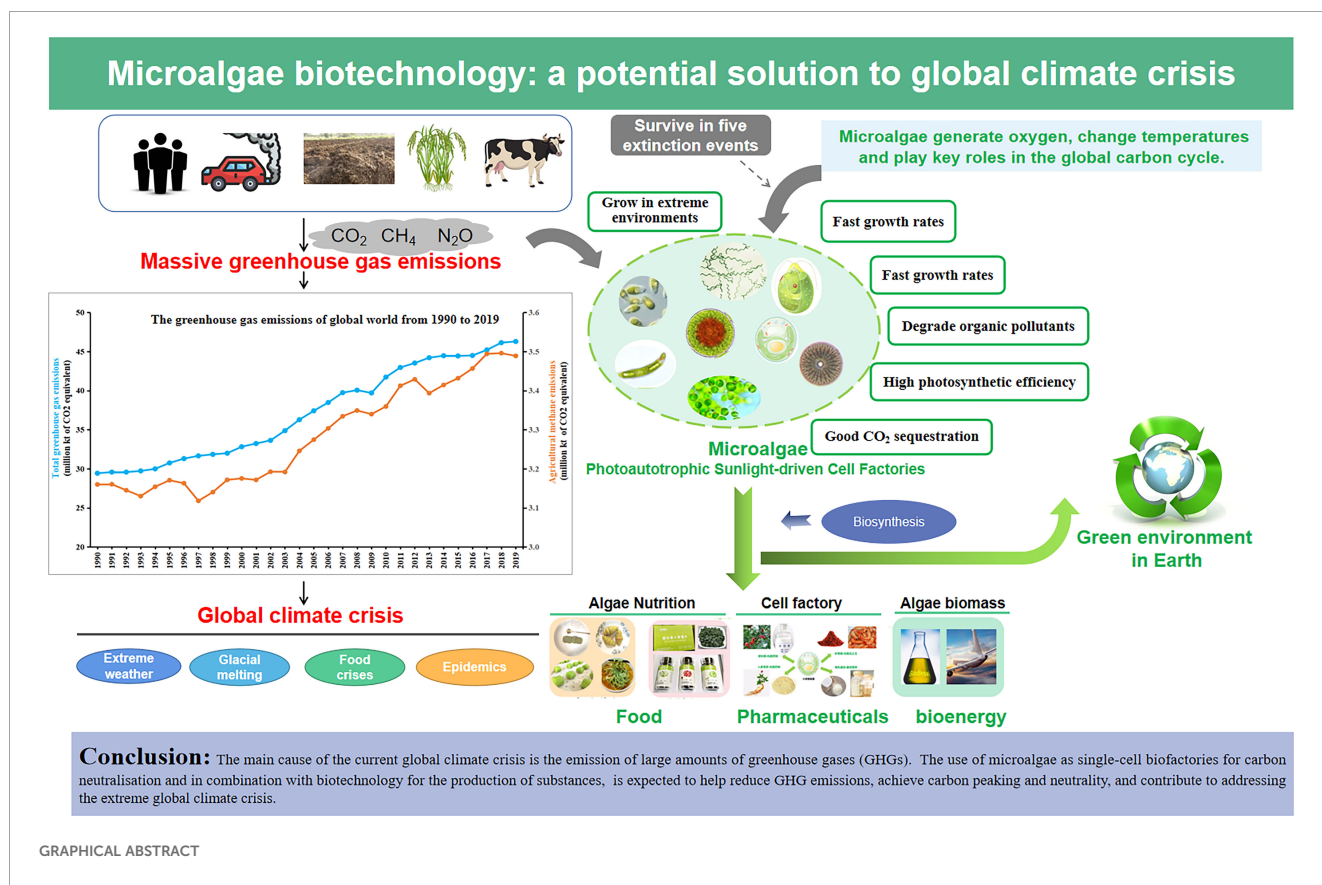 Microalgae biotechnology: a potential solution to global climate crisis
CO2 CH4 N2O
Massive greenhouse gas emissions
The greenhouse gas emissions of global world from 1990 to 2019
Total greenhouse gas emissions
(million kt of CO2 equivalent)
50
45
40
35
30
25
20
3.6
3.5
3.4
3.3
3.2
3.1
3.0
Agricultural methane emissions
(million kt of CO2 equivalent)
1990 1991 1992 1993 1994 1995 1996 1997 1998 1999 2000 2001 2002 2003 2004 2005 2006 2007 2008 2009 2010 2011 2012 2013 2014 2015 2016 2017 2018 2019
Global climate crisis
Extreme
weather
Glacial
melting
Food
crises
Epidemics
Survive in five
extinction events
Microalgae generate oxygen, change temperatures
and play key roles in the global carbon cycle.
Grow in extreme
environments
Fast growth rates
Fast growth rates
Degrade organic pollutants
High photosynthetic efficiency
Good CO2 sequestration
Microalgae
Photoautotrophic Sunlight-driven Cell Factories
Biosynthesis
Green environment
in Earth
Algae Nutrition
Cell factory
Algae biomass
Food
Pharmaceuticals
bioenergy
Conclusion: The main cause of the current global climate crisis is the emission of large amounts of greenhouse gases (GHGs). The use of microalgae as single-cell biofactories for carbon
neutralisation and in combination with biotechnology for the production of substances, is expected to help reduce GHG emissions, achieve carbon peaking and neutrality, and contribute to addressing
the extreme global climate crisis.
GRAPHICAL ABSTRACT